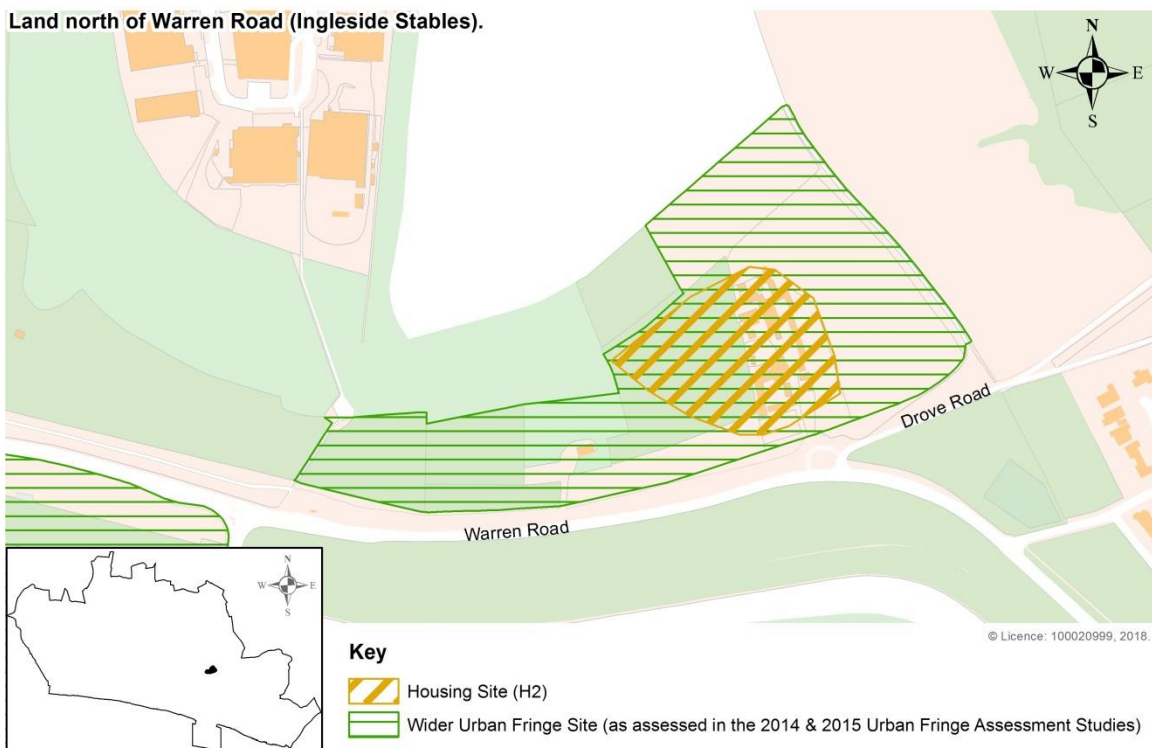 Land north of Warren Road (Ingleside Stables).
N
W E
S
Drove Road
Warren Road
N
W E
S
© Licence: 100020999, 2018.
Key
Housing Site (H2)
Wider Urban Fringe Site (as assessed in the 2014 & 2015 Urban Fringe Assessment Studies)